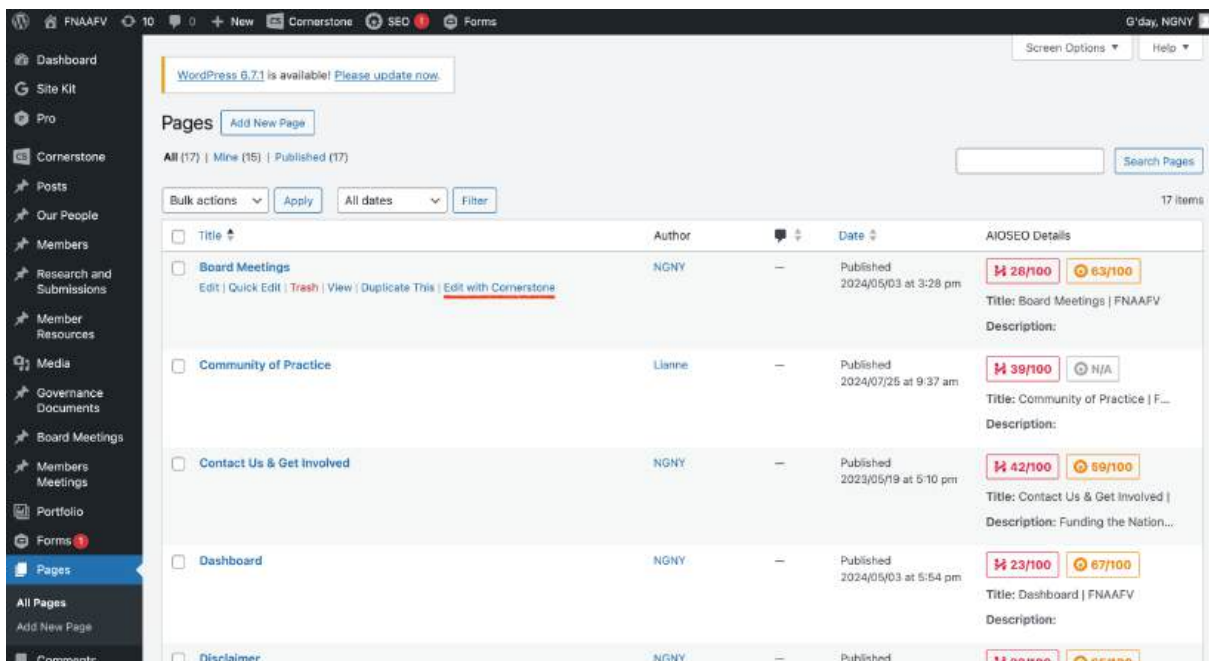 FNAAFV 10 0 + New Cornerstone SEO 1 Forms G'day, NGNY
Screen Options Help
Dashboard
Site Kit
Pro
Cornerstone
Posts
Our People
Members
Research and
Submissions
Member
Resources
Media
Governance
Documents
Board Meetings
Members
Meetings
Portfolio
Forms 1
Pages
All Pages
Add New Page
Comments
WordPress 6.7.1 is available! Please update now.
Pages Add New Page
All (17) | Mine (15) | Published (17)
Search Pages
Bulk actions Apply All dates Filter 17 items
Title Author Date AIOSEO Details
Board Meetings NGNY — Published 28/100 63/100
Edit | Quick Edit | Trash | View | Duplicate This | Edit with Cornerstone 2024/05/03 at 3:28 pm
Title: Board Meetings | FNAAFV
Description:
Community of Practice Lianne — Published 39/100 N/A
2024/07/25 at 9:37 am
Title: Community of Practice | F...
Description:
Contact Us & Get Involved NGNY — Published 42/100 59/100
2023/05/19 at 5:10 pm
Title: Contact Us & Get Involved |
Description: Funding the Nation...
Dashboard NGNY — Published 23/100 67/100
2024/05/03 at 5:54 pm
Title: Dashboard | FNAAFV
Description:
Disclaimer NGNY Published